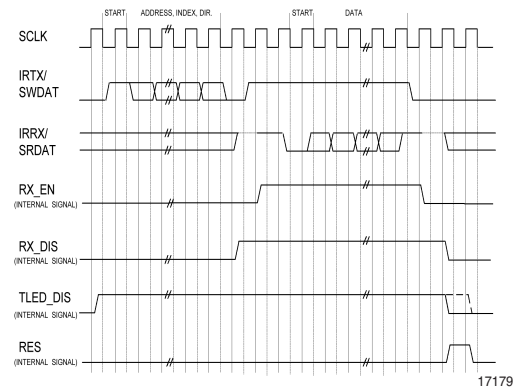 START ADDRESS, INDEX, DIR. START DATA
SCLK
IRTX/
SWDAT
IRRX/
SRDAT
RX_EN
(INTERNAL SIGNAL)
RX_DIS
(INTERNAL SIGNAL)
TLED_DIS
(INTERNAL SIGNAL)
RES
(INTERNAL SIGNAL)
17179